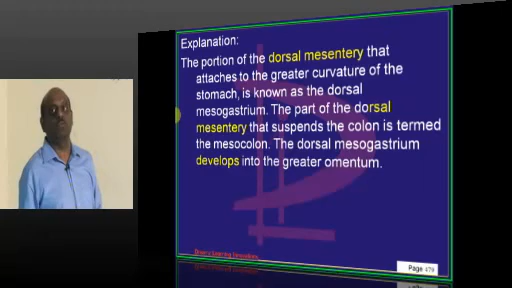 Explanation:
The portion of the dorsal mesentery that
attaches to the greater curvature of the
stomach, is known as the dorsal
mesogastrium. The part of the dorsal
mesentery that suspends the colon is termed
the mesocolon. The dorsal mesogastrium
develops into the greater omentum.
Page 479